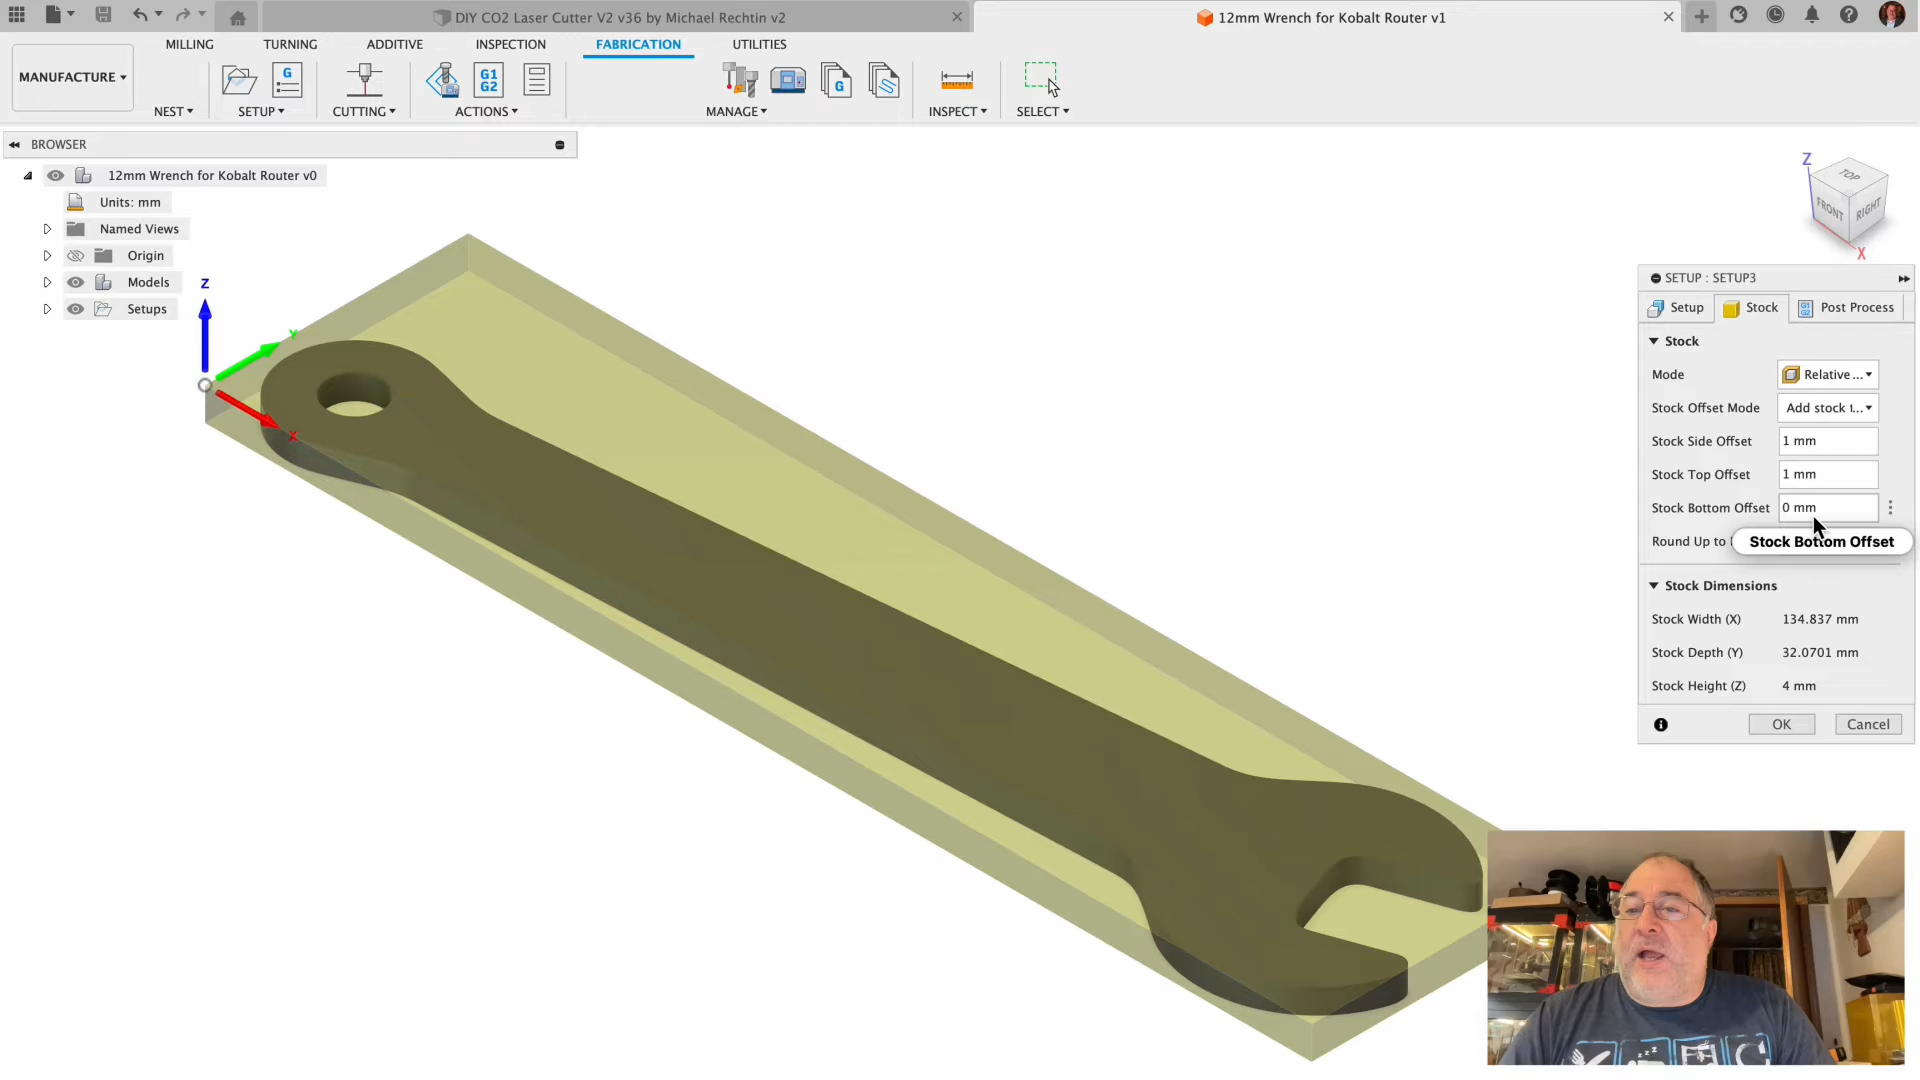 DIY CO2 Laser Cutter V2 v36 by Michael Rechtin v2
12mm Wrench for Kobalt Router v1
MILLING
TURNING
ADDITIVE
INSPECTION
FABRICATION
UTILITIES
MANUFACTURE
G
G1
G2
G
NEST
SETUP
CUTTING
ACTIONS
MANAGE
INSPECT
SELECT
BROWSER
12mm Wrench for Kobalt Router v0
Units: mm
Named Views
Origin
Models
Setups
Z
Y
X
Z
TOP
FRONT
RIGHT
X
SETUP : SETUP3
Setup
Stock
Post Process
Stock
Mode
Relative ...
Stock Offset Mode
Add stock t...
Stock Side Offset
1 mm
Stock Top Offset
1 mm
Stock Bottom Offset
0 mm
Round Up to
Stock Bottom Offset
Stock Dimensions
Stock Width (X)
134.837 mm
Stock Depth (Y)
32.0701 mm
Stock Height (Z)
4 mm
OK
Cancel